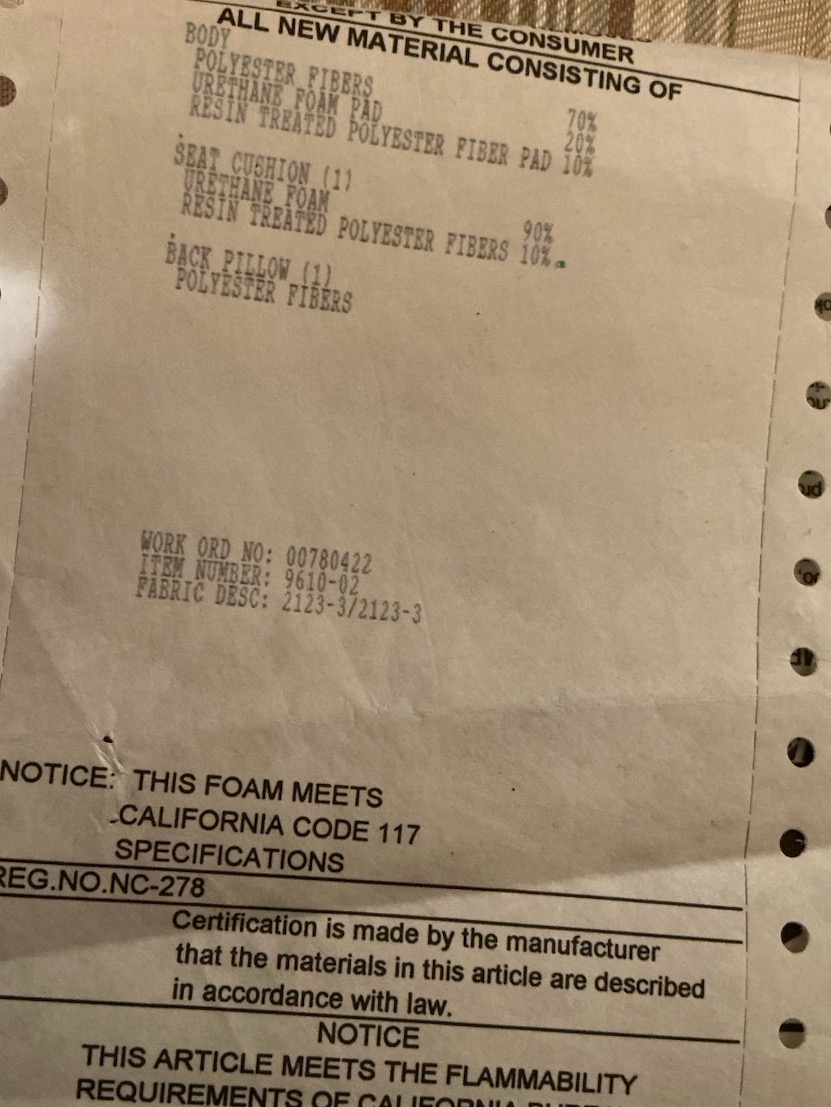 EXCEPT BY THE CONSUMER
ALL NEW MATERIAL CONSISTING OF
BODY
POLYESTER FIBERS 70%
URETHANE FOAM PAD 20%
RESIN TREATED POLYESTER FIBER PAD 10%
.
SEAT CUSHION (1)
URETHANE FOAM 90%
RESIN TREATED POLYESTER FIBERS 10%
.
BACK PILLOW (1)
POLYESTER FIBERS
WORK ORD NO: 00780422
ITEM NUMBER: 9610-02
FABRIC DESC: 2123-3/2123-3
NOTICE: THIS FOAM MEETS
CALIFORNIA CODE 117
SPECIFICATIONS
REG.NO.NC-278
Certification is made by the manufacturer
that the materials in this article are described
in accordance with law.
NOTICE
THIS ARTICLE MEETS THE FLAMMABILITY
REQUIREMENTS OF CALIFORNIA